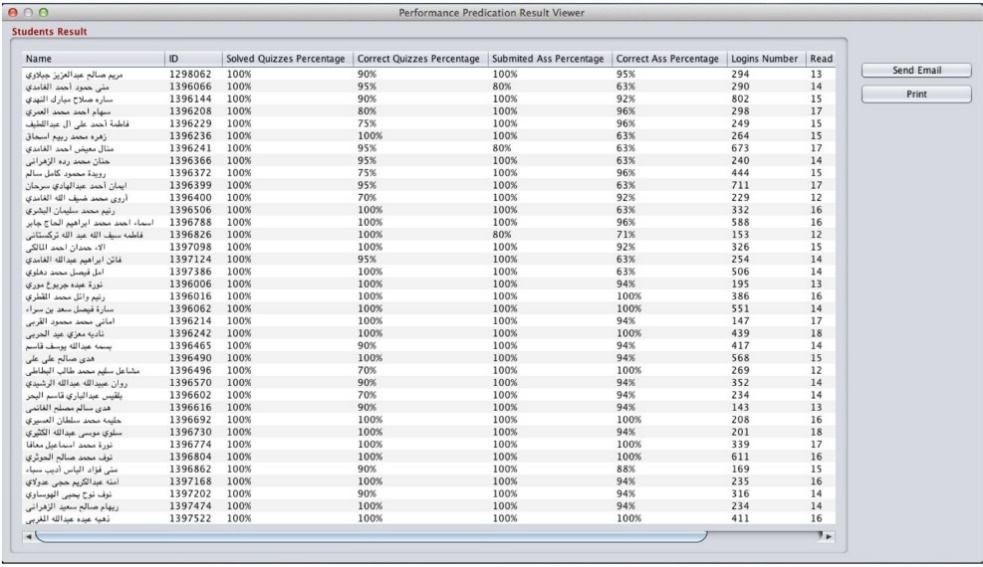 Performance Predication Result Viewer
Students Result
Name ID Solved Quizzes Percentage Correct Quizzes Percentage Submited Ass Percentage Correct Ass Percentage Logins Number Read
Send Email
Print
مريم صالح عبدالعزيز جيلاوي 1298062 100% 90% 100% 95% 294 13
منى حمود أحمد الغامدي 1396066 100% 95% 80% 63% 290 14
ساره صلاح مبارك النهدي 1396144 100% 90% 100% 92% 802 15
سهام احمد محمد العمري 1396208 100% 80% 100% 96% 298 17
فاطمة أحمد على ال عبداللطيف 1396229 100% 75% 100% 96% 249 15
زهره محمد ربيع اسحاق 1396236 100% 100% 100% 63% 264 15
منال معيض احمد الغامدي 1396241 100% 95% 80% 63% 673 17
حنان محمد رده الزهرانى 1396366 100% 95% 100% 63% 240 14
رويدة محمود كامل سالم 1396372 100% 75% 100% 96% 444 15
ايمان أحمد عبدالهادي سرحان 1396399 100% 95% 100% 63% 711 17
أروى محمد ضيف الله الغامدي 1396400 100% 70% 100% 92% 229 12
رنيم محمد سليمان البشري 1396506 100% 100% 100% 63% 332 16
اسماء احمد محمد ابراهيم الحاج جابر 1396788 100% 100% 100% 96% 588 16
فاطمه سيف الله عبد الله تركستانى 1396826 100% 100% 80% 71% 153 12
الاء حمدان احمد المالكى 1397098 100% 100% 100% 92% 326 15
فاتن ابراهيم عبدالله الغامدي 1397124 100% 95% 100% 63% 254 14
امل فيصل محمد دهلوي 1397386 100% 100% 100% 63% 506 14
نورة عبده جربوع موري 1396006 100% 100% 100% 94% 195 13
رنيم وائل محمد القطري 1396016 100% 100% 100% 100% 386 16
سارة فيصل سعد بن سراء 1396062 100% 100% 100% 100% 551 14
امانى محمد محمود القربى 1396214 100% 100% 100% 94% 147 17
ناديه معزي عيد الحربى 1396242 100% 100% 100% 100% 439 18
بسمه عبدالله يوسف قاسم 1396465 100% 90% 100% 94% 417 14
هدى صالح على على 1396490 100% 100% 100% 94% 568 15
مشاعل سليم محمد طالب البطاطى 1396496 100% 70% 100% 100% 269 12
روان عبيدالله عبدالله الرشيدي 1396570 100% 90% 100% 94% 352 14
بلقيس عبدالباري قاسم البحر 1396602 100% 70% 100% 94% 234 14
هدى سالم مصلح الغانمى 1396616 100% 90% 100% 94% 143 13
حليمه محمد سلطان العسيري 1396692 100% 100% 100% 100% 208 16
سلوي موسى عبدالله الكثيري 1396730 100% 100% 100% 94% 201 18
نورة محمد اسماعيل معافا 1396774 100% 100% 100% 100% 339 17
نوف محمد صالح الحوثري 1396804 100% 100% 100% 100% 611 16
منى فؤاد الياس أديب سباء 1396862 100% 90% 100% 88% 169 15
امنه عبدالكريم حجى عدولاي 1397168 100% 100% 100% 94% 235 16
نوف نوح يحيى الهوساوي 1397202 100% 90% 100% 94% 316 14
ريهام صالح سعيد الزهرانى 1397474 100% 100% 100% 94% 234 14
ذهبه عبده عبدالله المغربى 1397522 100% 100% 100% 100% 411 16